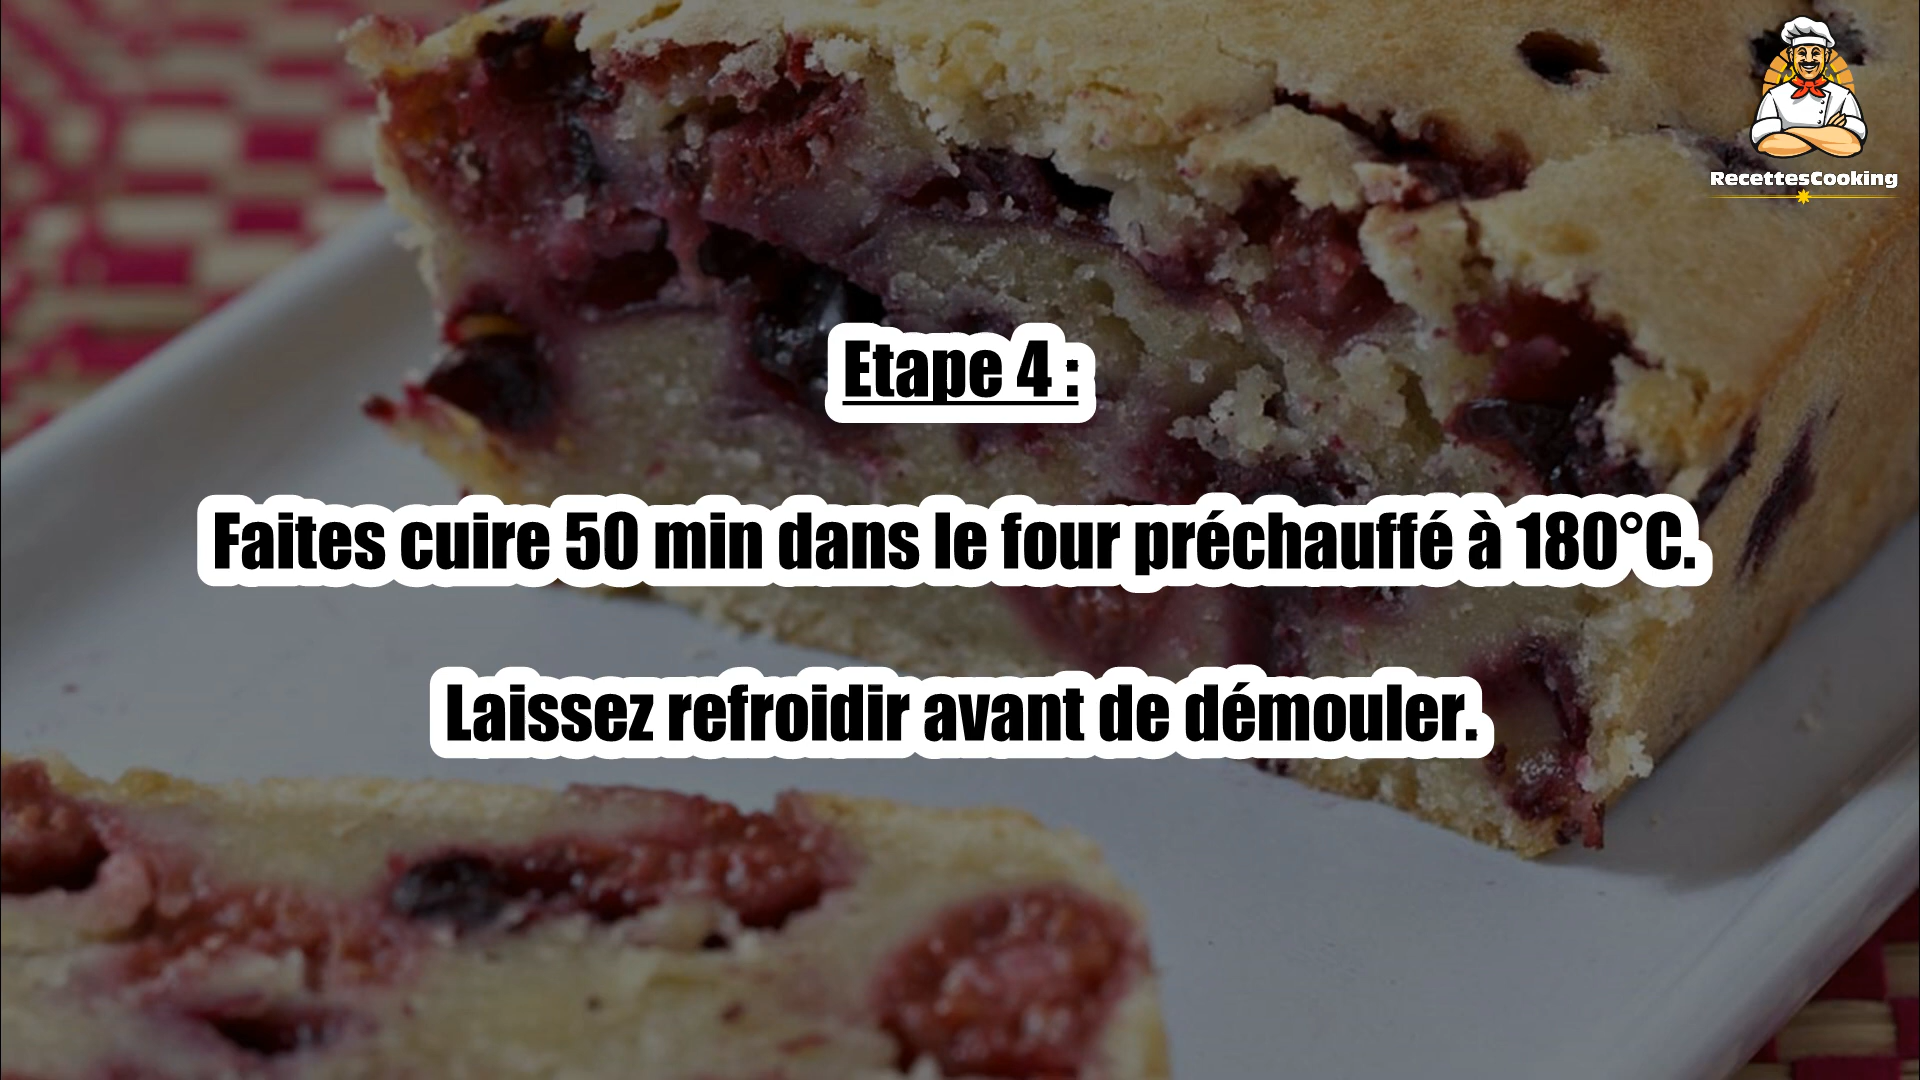 RecettesCooking
Etape 4 :
Faites cuire 50 min dans le four préchauffé à 180°C.
Laissez refroidir avant de démouler.